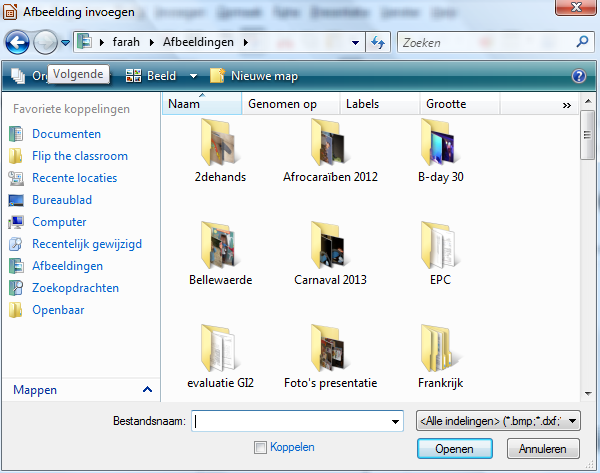 Afbeelding invoegen
farah Afbeeldingen
Zoeken
Volgende
Beeld Nieuwe map
Favoriete koppelingen
Documenten
Flip the classroom
Recente locaties
Bureaublad
Computer
Recentelijk gewijzigd
Afbeeldingen
Zoekopdrachten
Openbaar
Mappen
Naam Genomen op Labels Grootte »
2dehands Afrocaraïben 2012 B-day 30
Bellewaerde Carnaval 2013 EPC
evaluatie GI2 Foto's presentatie Frankrijk
Bestandsnaam: <Alle indelingen> (*.bmp;*.dxf;
Koppelen
Openen Annuleren